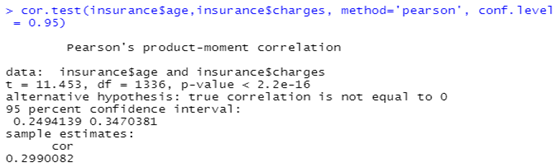 > cor.test(insurance$age,insurance$charges, method='pearson', conf.level
= 0.95)
Pearson's product-moment correlation
data:  insurance$age and insurance$charges
t = 11.453, df = 1336, p-value < 2.2e-16
alternative hypothesis: true correlation is not equal to 0
95 percent confidence interval:
0.2494139 0.3470381
sample estimates:
cor
0.2990082